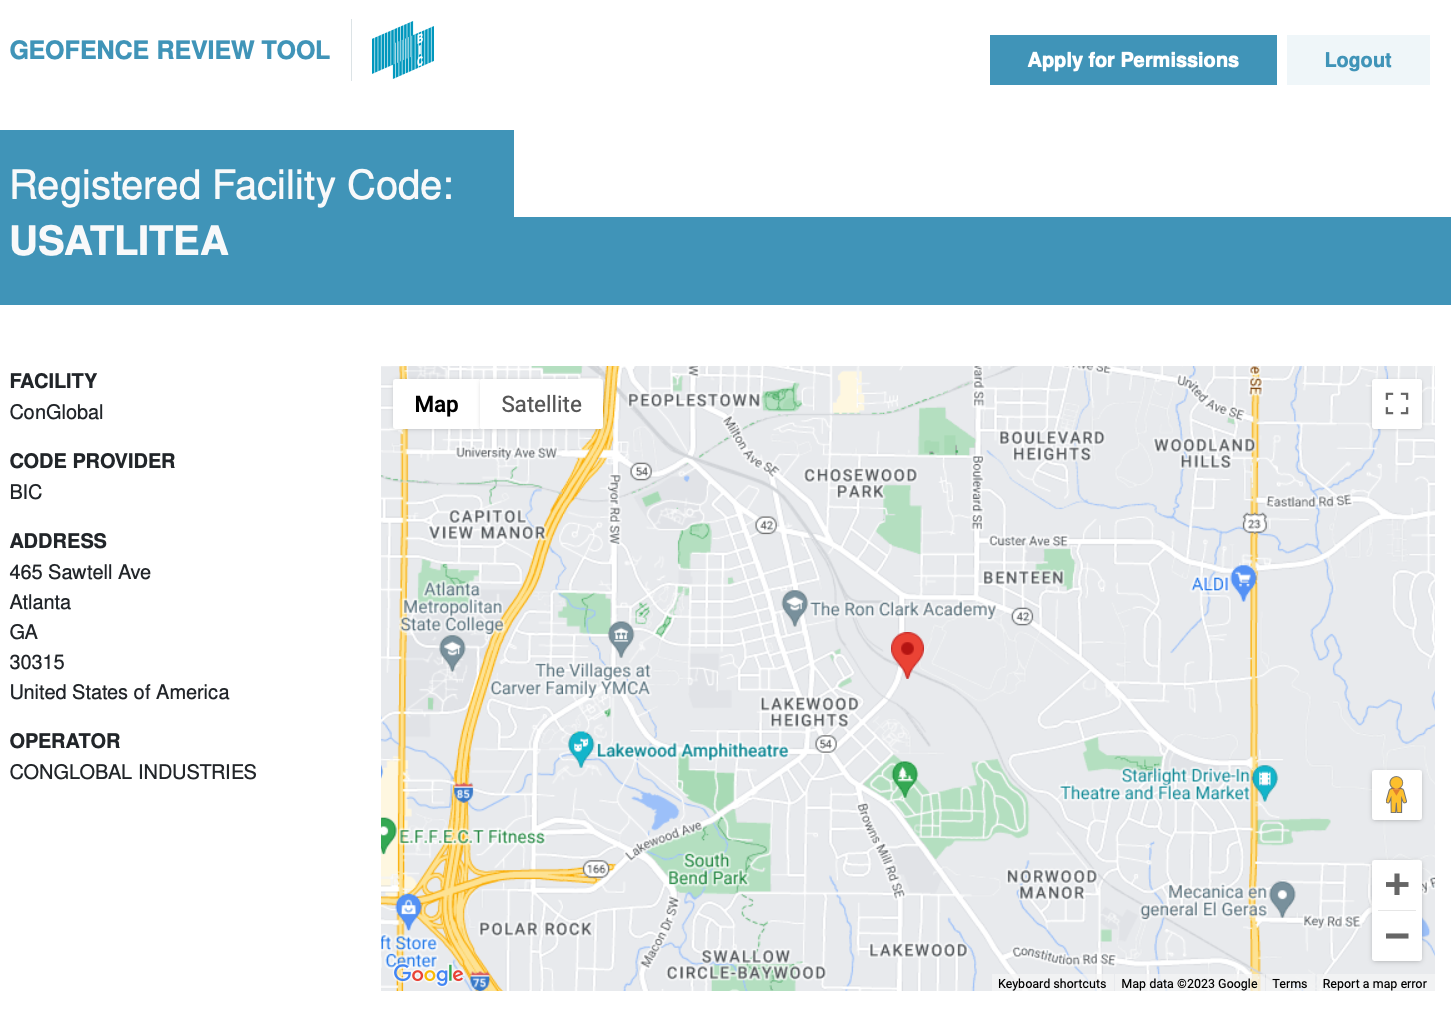 GEOFENCE REVIEW TOOL
BIC
Apply for Permissions
Logout
Registered Facility Code:
USATLITEA
FACILITY
ConGlobal
CODE PROVIDER
BIC
ADDRESS
465 Sawtell Ave
Atlanta
GA
30315
United States of America
OPERATOR
CONGLOBAL INDUSTRIES
Map
Satellite
PEOPLESTOWN
University Ave SW
54
Pryor Rd SW
Milton Ave SE
CHOSEWOOD
PARK
Boulevard SE
BOULEVARD
HEIGHTS
United Ave SE
WOODLAND
HILLS
Eastland Rd SE
23
CAPITOL
VIEW MANOR
42
Custer Ave SE
BENTEEN
ALDI
Atlanta
Metropolitan
State College
The Ron Clark Academy
42
The Villages at
Carver Family YMCA
LAKEWOOD
HEIGHTS
54
Lakewood Amphitheatre
Starlight Drive-In
Theatre and Flea Market
85
E.F.F.E.C.T Fitness
Lakewood Ave
Browns Mill Rd SE
166
South
Bend Park
NORWOOD
MANOR
Mecanica en
general El Geras
Key Rd SE
POLAR ROCK
Macon Dr SW
SWALLOW
CIRCLE-BAYWOOD
LAKEWOOD
Constitution Rd SE
ft Store
Center
Google
75
Keyboard shortcuts
Map data ©2023 Google
Terms
Report a map error